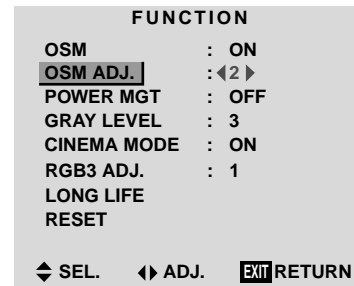 FUNCTION
OSM : ON
OSM ADJ. : 2
POWER MGT : OFF
GRAY LEVEL : 3
CINEMA MODE : ON
RGB3 ADJ. : 1
LONG LIFE
RESET
SEL. ADJ. EXIT RETURN